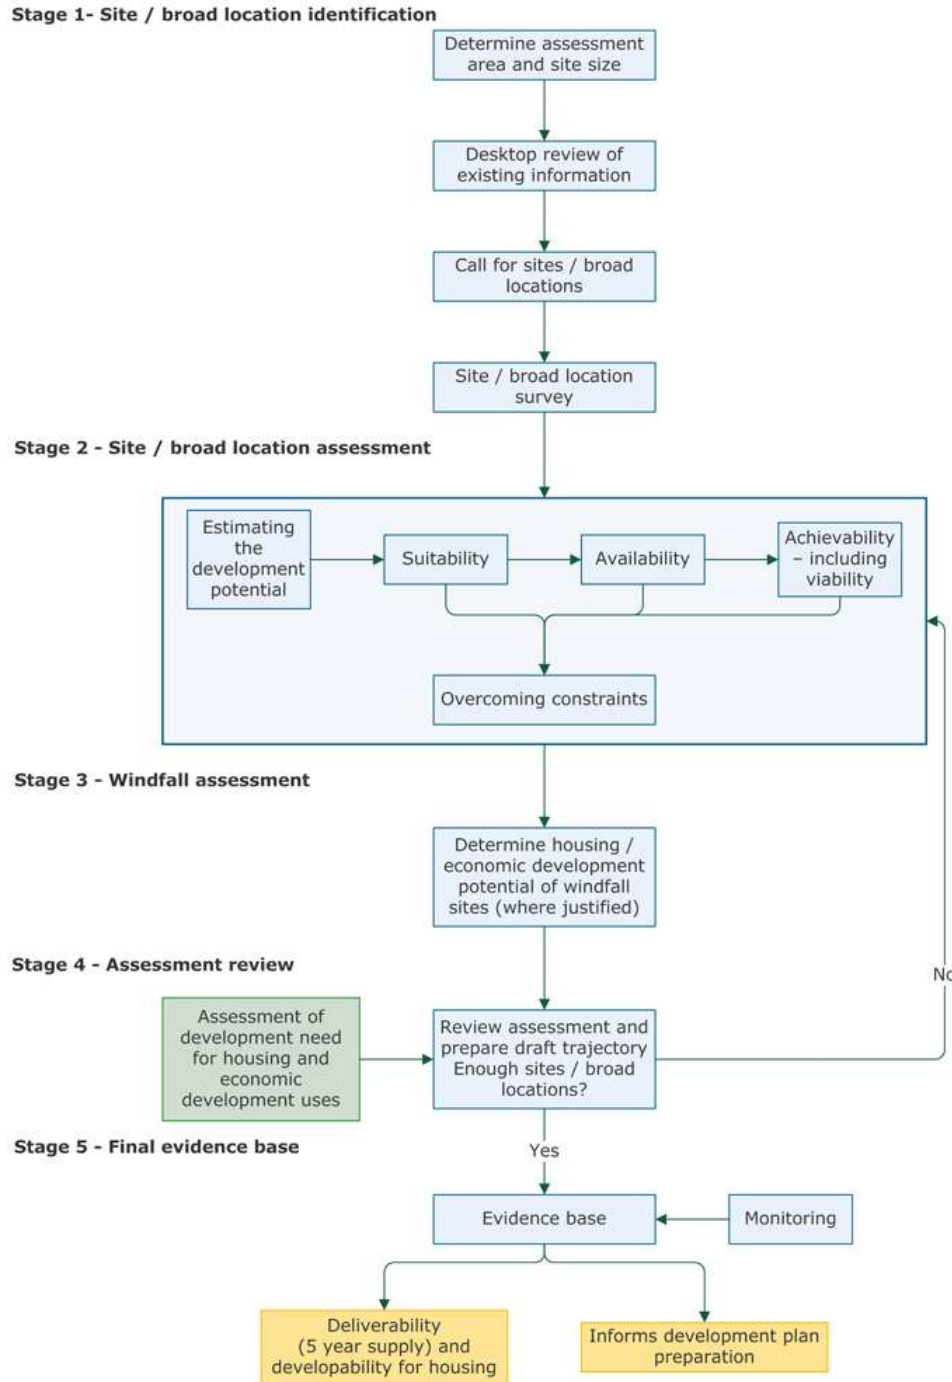 Stage 1- Site / broad location identification
Determine assessment
area and site size
Desktop review of
existing information
Call for sites / broad
locations
Site / broad location
survey
Stage 2 - Site / broad location assessment
Estimating
the
development
potential
Suitability
Availability
Achievability
– including
viability
Overcoming constraints
Stage 3 - Windfall assessment
Determine housing /
economic development
potential of windfall
sites (where justified)
Stage 4 - Assessment review
No
Assessment of
development need
for housing and
economic
development uses
Review assessment and
prepare draft trajectory
Enough sites / broad
locations?
Stage 5 - Final evidence base
Yes
Evidence base
Monitoring
Deliverability
(5 year supply) and
developability for housing
Informs development plan
preparation